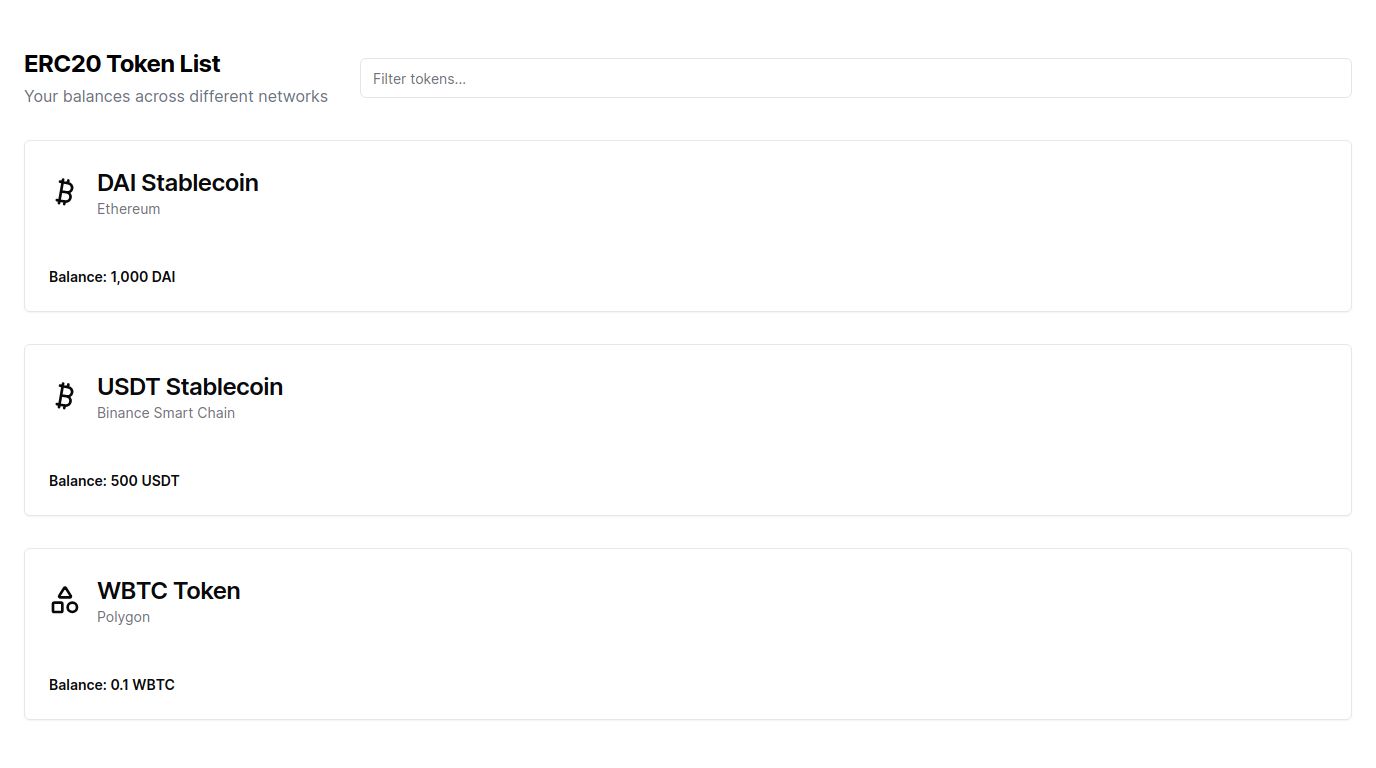 ERC20 Token List
Your balances across different networks
Filter tokens...
DAI Stablecoin
Ethereum
Balance: 1,000 DAI
USDT Stablecoin
Binance Smart Chain
Balance: 500 USDT
WBTC Token
Polygon
Balance: 0.1 WBTC